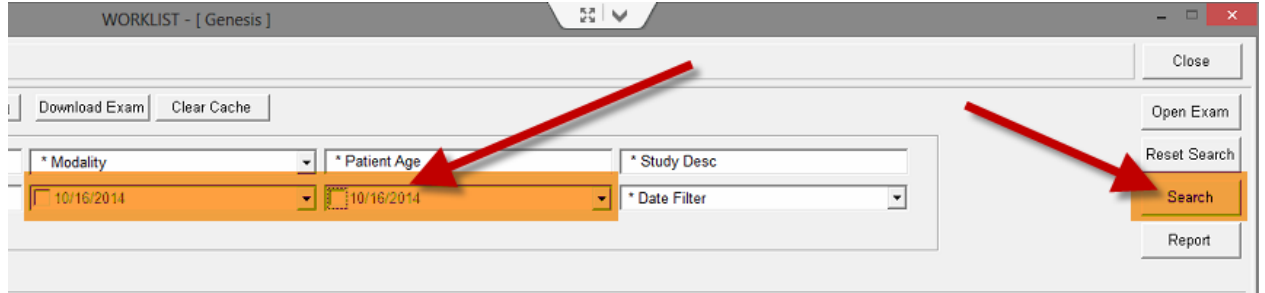 WORKLIST - [ Genesis ]
Close
Download Exam Clear Cache Open Exam
* Modality * Patient Age * Study Desc Reset Search
10/16/2014 10/16/2014 * Date Filter Search
Report